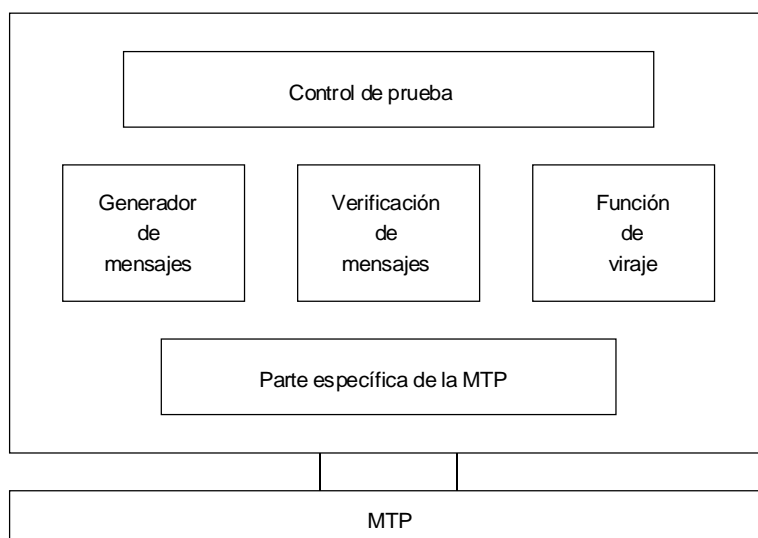 Control de prueba
Generador
de
mensajes
Verificación
de
mensajes
Función
de
viraje
Parte específica de la MTP
MTP